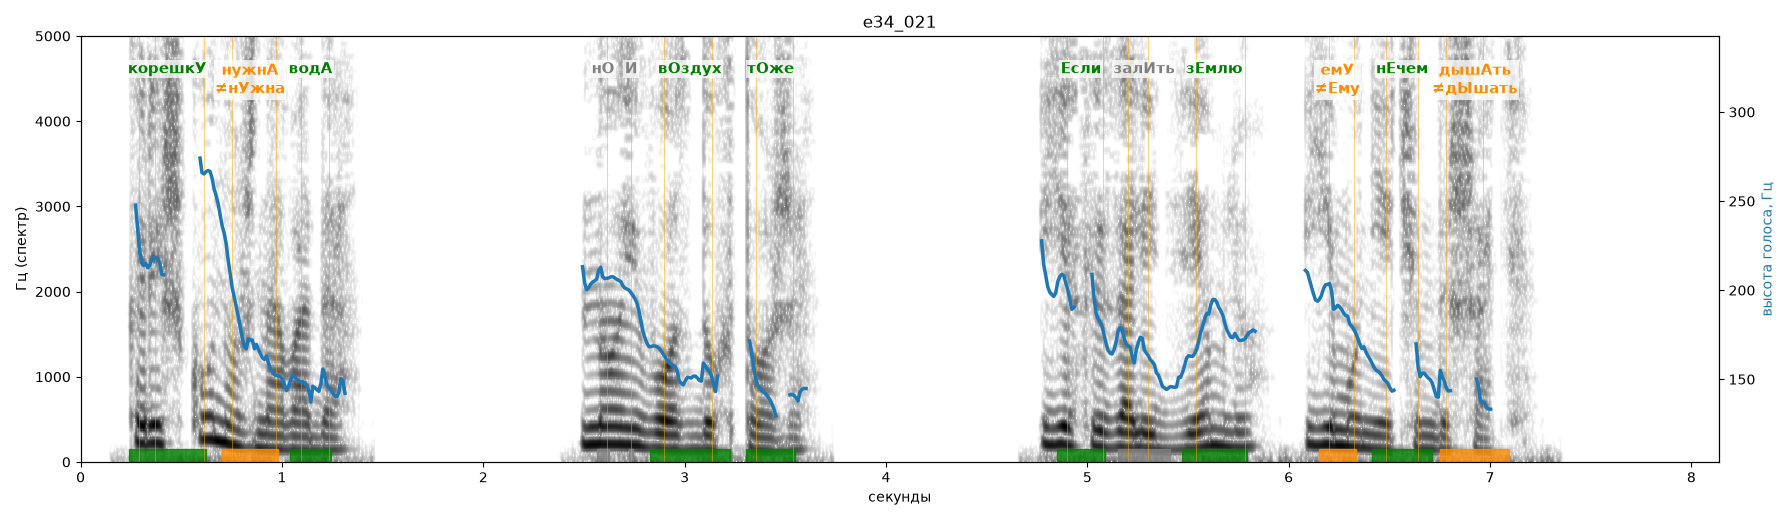 e34_021
корешкУ нужнА водА нО И вОздух тОже Если залИть зЕмлю емУ нЕчем дышАть
≠нУжна ≠Ему ≠дЫшать
5000
4000
3000
2000
1000
0
Гц (спектр)
300
250
200
150
высота голоса, Гц
0 1 2 3 4 5 6 7 8
секунды